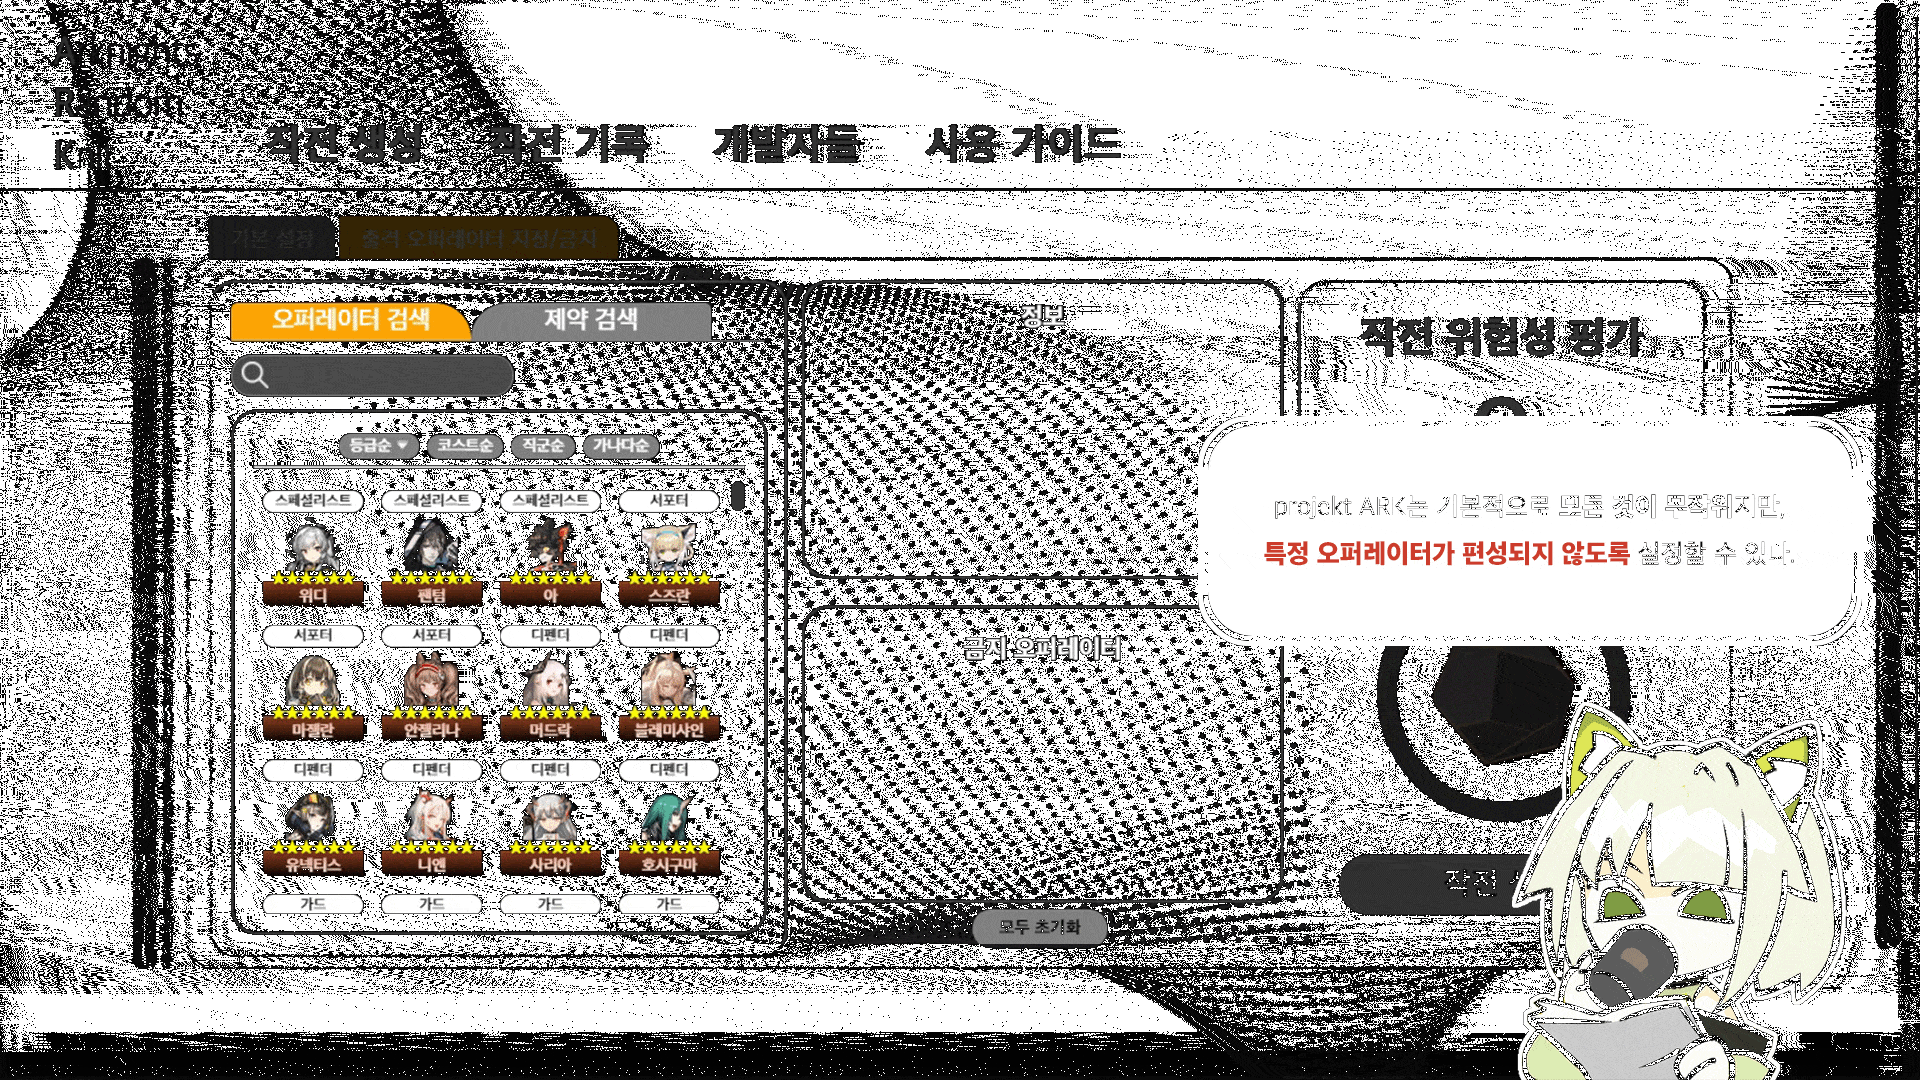 Arknights
Random
Knit
작전 생성 작전 기록 개발자들 사용 가이드
기본 설정 출격 오퍼레이터 지정/금지
오퍼레이터 검색 제약 검색
정보
작전 위험성 평가
등급순 코스트순 직군순 가나다순
스페셜리스트 스페셜리스트 스페셜리스트 서포터
위디 팬텀 아 스즈란
projekt ARK는 기본적으로 모든 것이 무작위지만,
특정 오퍼레이터가 편성되지 않도록 설정할 수 있다.
서포터 서포터 디펜더 디펜더
마젤란 안젤리나 머드락 블레미샤인
금지 오퍼레이터
디펜더 디펜더 디펜더 디펜더
유넥티스 니엔 사리아 호시구마
가드 가드 가드 가드
모두 초기화
작전